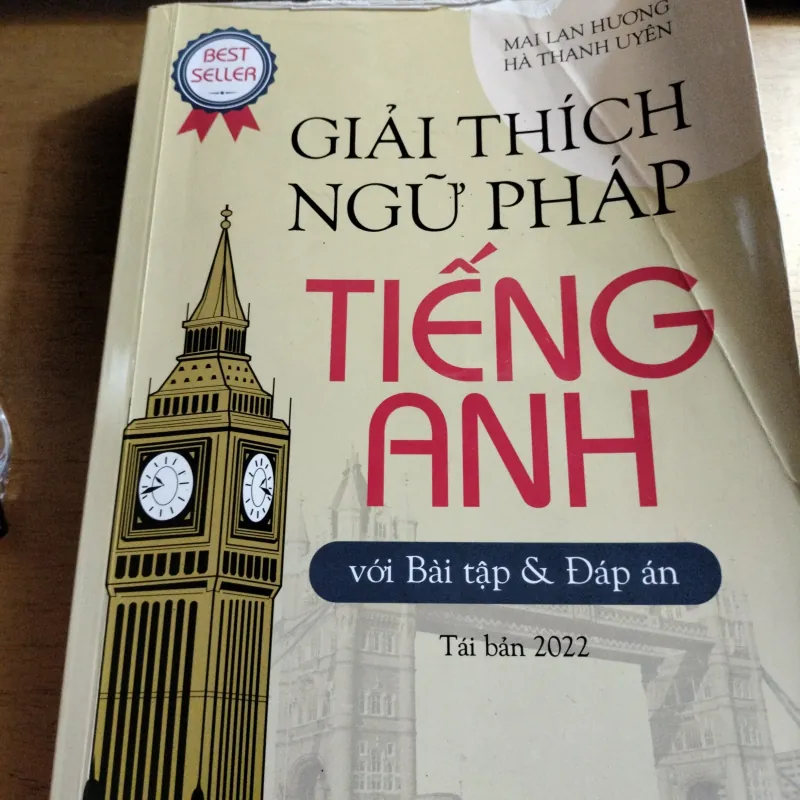 BEST
SELLER
MAI LAN HƯƠNG
HÀ THANH UYÊN
GIẢI THÍCH
NGỮ PHÁP
TIẾNG
ANH
với Bài tập & Đáp án
Tái bản 2022